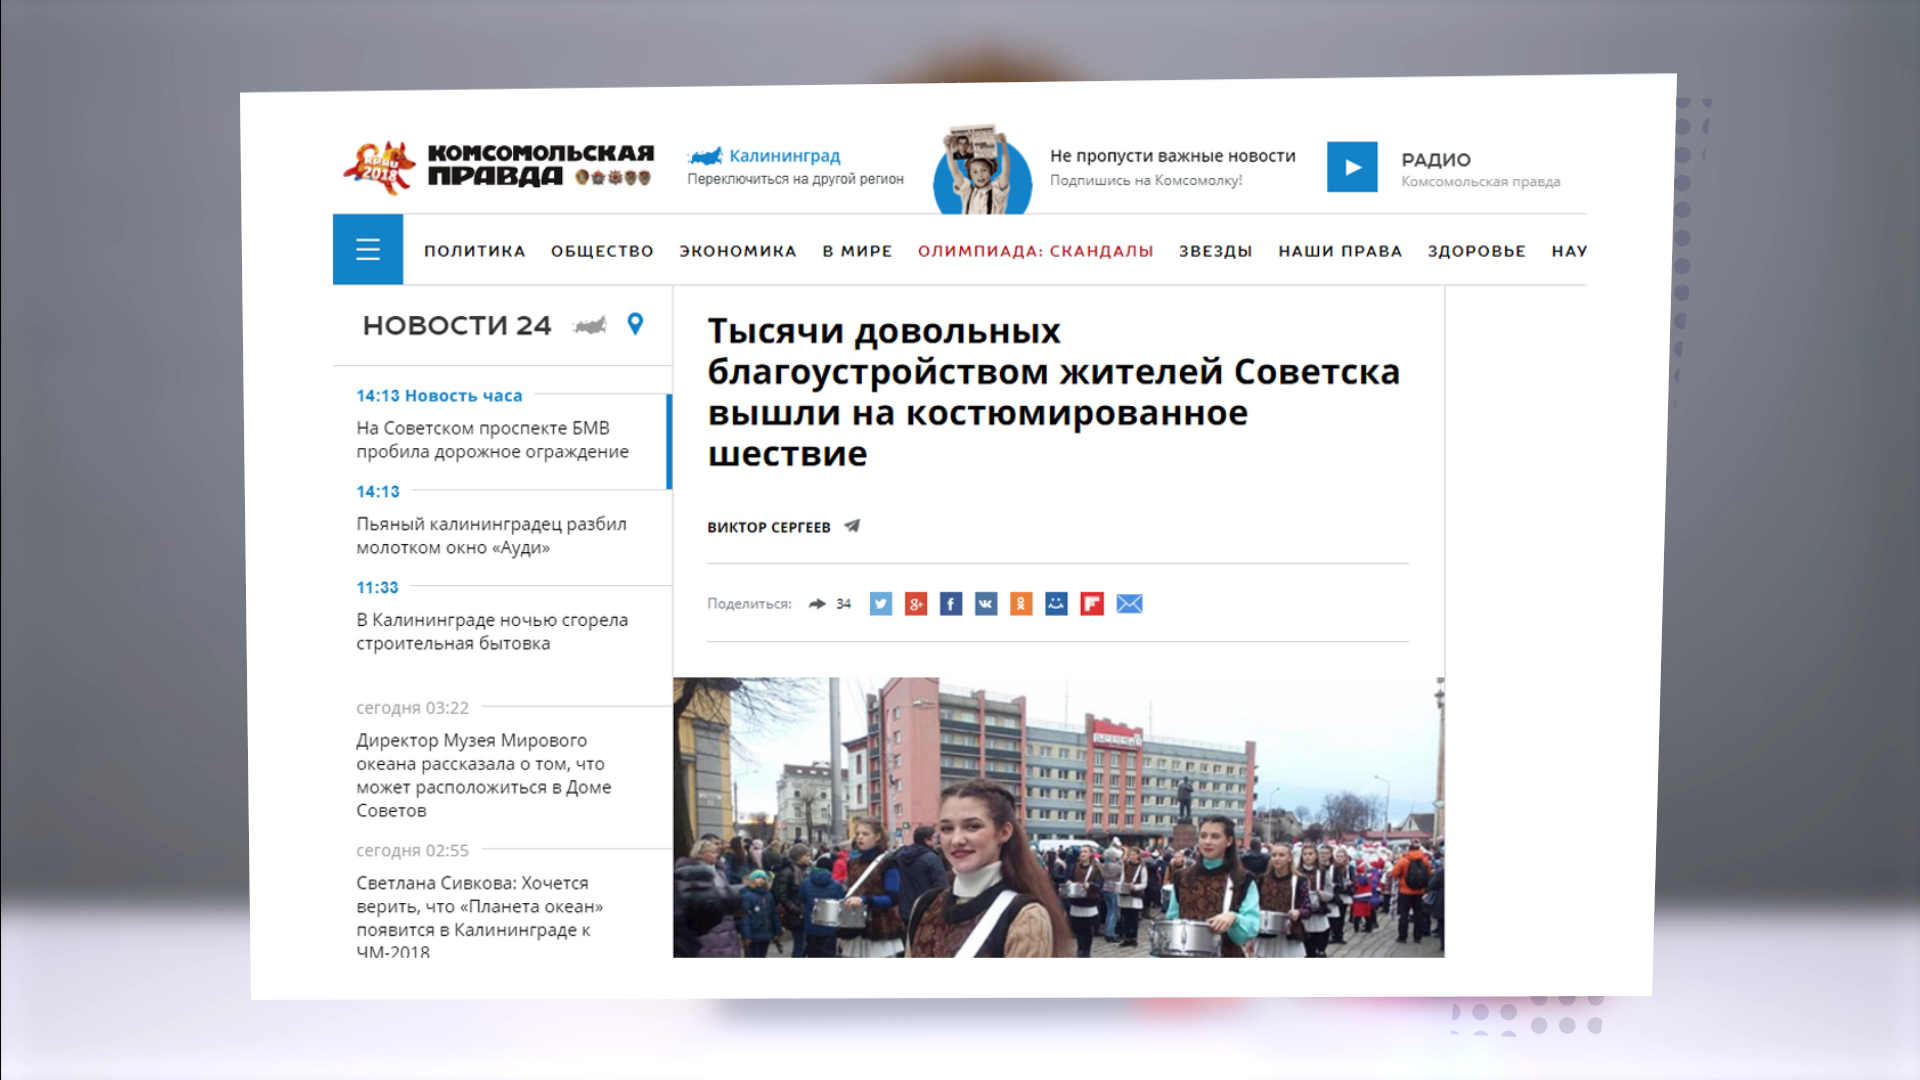 КРАЙ
2018
КОМСОМОЛЬСКАЯ
ПРАВДА
Калининград
Переключиться на другой регион
Не пропусти важные новости
Подпишись на Комсомолку!
РАДИО
Комсомольская правда
ПОЛИТИКА ОБЩЕСТВО ЭКОНОМИКА В МИРЕ ОЛИМПИАДА: СКАНДАЛЫ ЗВЕЗДЫ НАШИ ПРАВА ЗДОРОВЬЕ НАУ
НОВОСТИ 24
14:13 Новость часа
На Советском проспекте БМВ
пробила дорожное ограждение
14:13
Пьяный калининградец разбил
молотком окно «Ауди»
11:33
В Калининграде ночью сгорела
строительная бытовка
сегодня 03:22
Директор Музея Мирового
океана рассказала о том, что
может расположиться в Доме
Советов
сегодня 02:55
Светлана Сивкова: Хочется
верить, что «Планета океан»
появится в Калининграде к
ЧМ-2018
Тысячи довольных
благоустройством жителей Советска
вышли на костюмированное
шествие
ВИКТОР СЕРГЕЕВ
Поделиться: 34